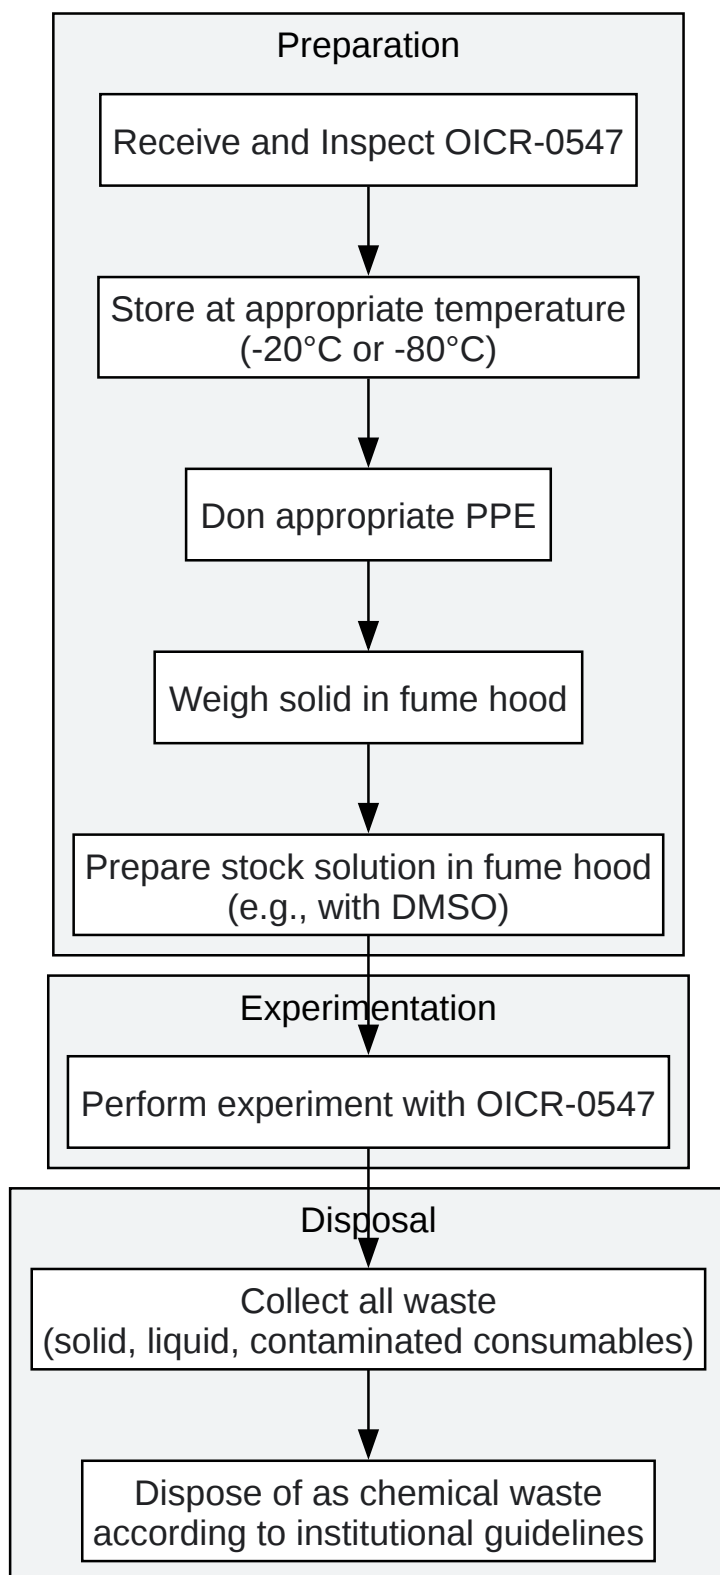 Preparation
Receive and Inspect OICR-0547
Store at appropriate temperature
(-20°C or -80°C)
Don appropriate PPE
Weigh solid in fume hood
Prepare stock solution in fume hood
(e.g., with DMSO)
Experimentation
Perform experiment with OICR-0547
Disposal
Collect all waste
(solid, liquid, contaminated consumables)
Dispose of as chemical waste
according to institutional guidelines